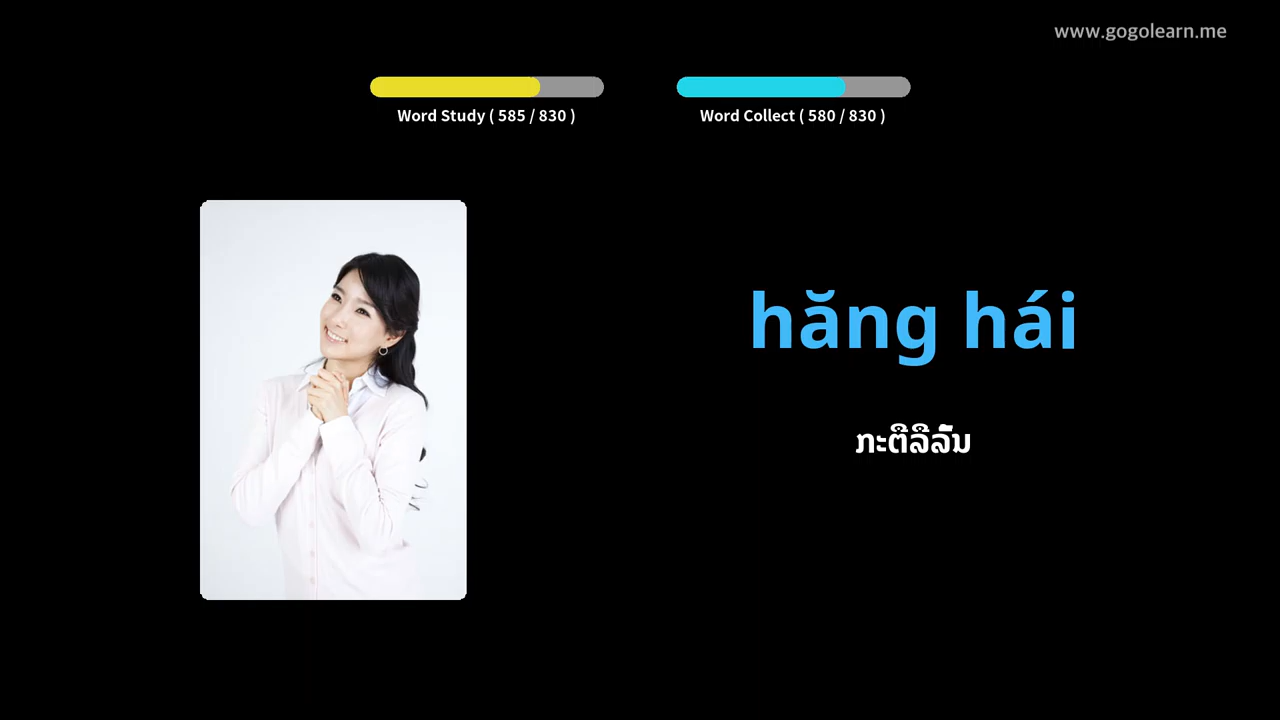 www.gogolearn.me
Word Study ( 585 / 830 )
Word Collect ( 580 / 830 )
hăng hái
ກະຕືລືລົ້ນ